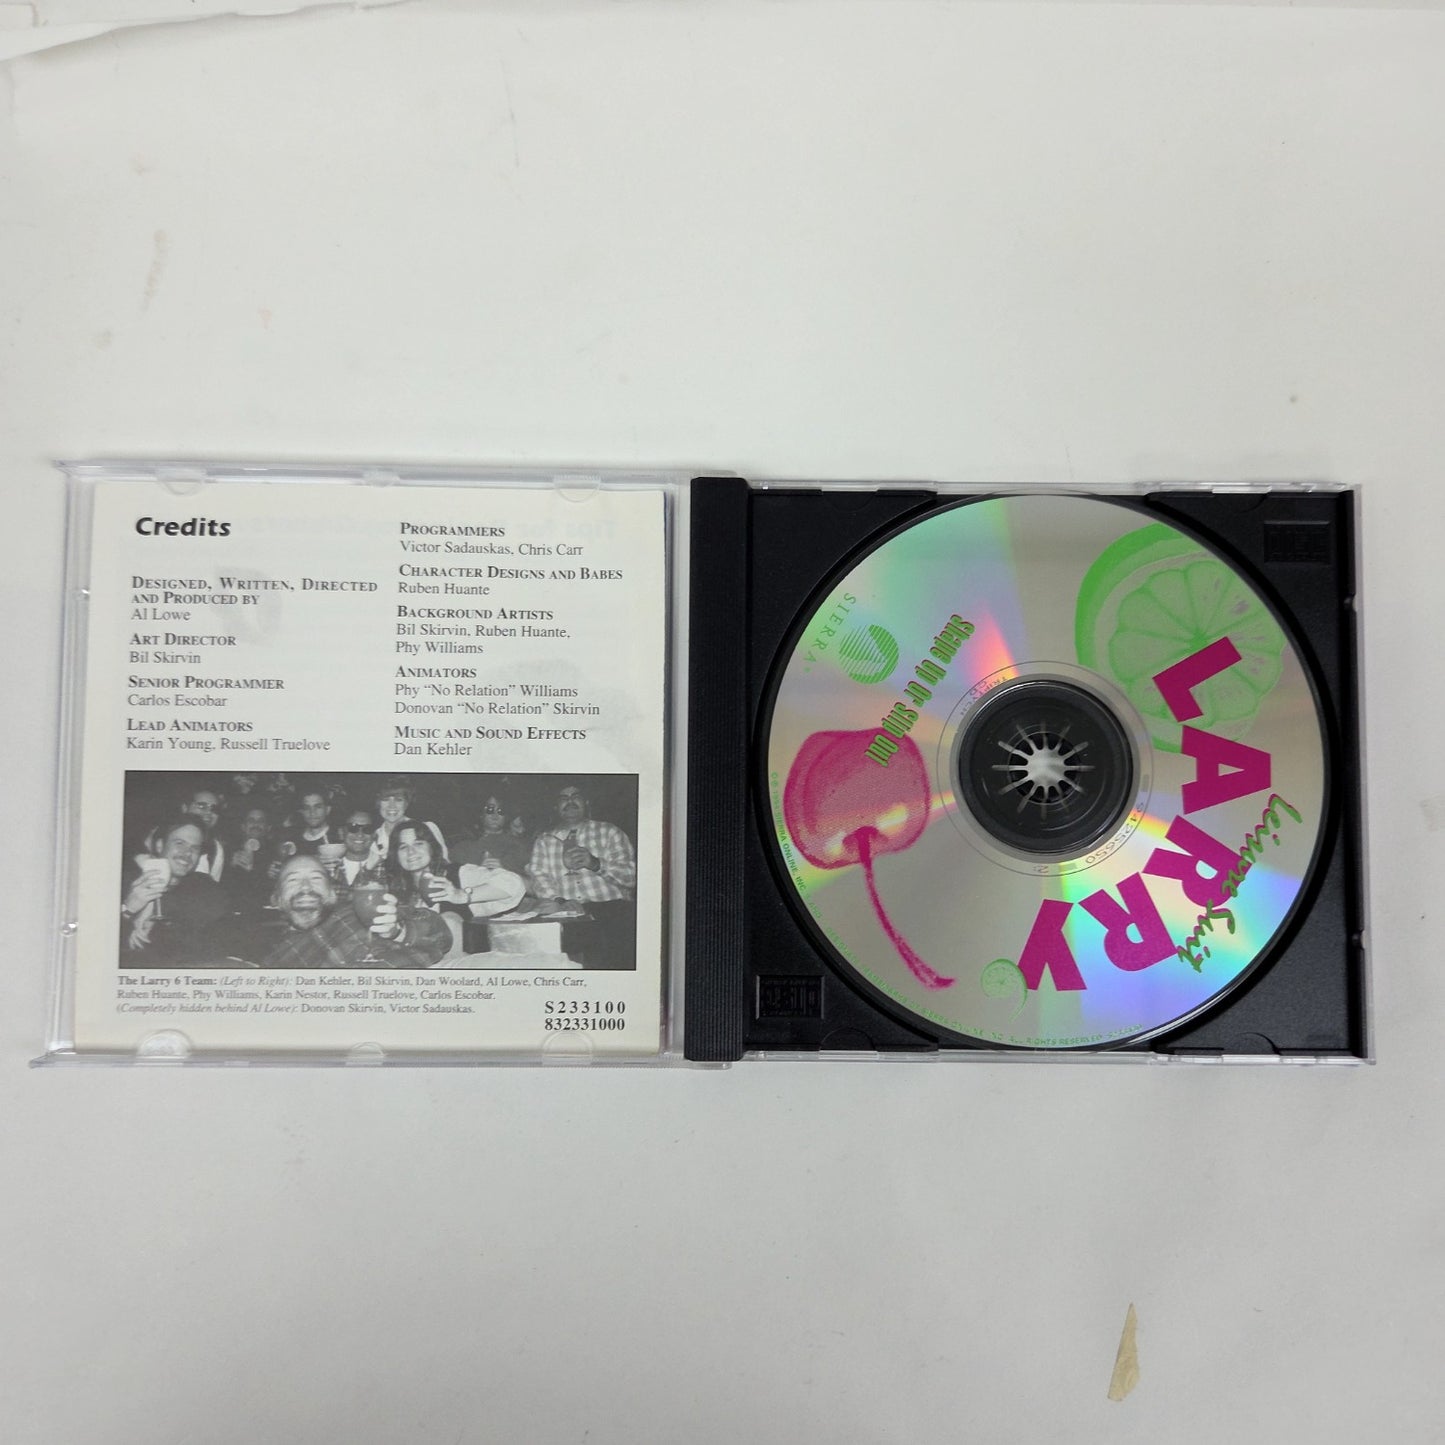 Credits
DESIGNED, WRITTEN, DIRECTED
AND PRODUCED BY
Al Lowe
ART DIRECTOR
Bil Skirvin
SENIOR PROGRAMMER
Carlos Escobar
LEAD ANIMATORS
Karin Young, Russell Truelove
PROGRAMMERS
Victor Sadauskas, Chris Carr
CHARACTER DESIGNS AND BABES
Ruben Huante
BACKGROUND ARTISTS
Bil Skirvin, Ruben Huante,
Phy Williams
ANIMATORS
Phy “No Relation” Williams
Donovan “No Relation” Skirvin
MUSIC AND SOUND EFFECTS
Dan Kehler
The Larry 6 Team: (Left to Right): Dan Kehler, Bil Skirvin, Dan Woolard, Al Lowe, Chris Carr,
Ruben Huante, Phy Williams, Karin Nestor, Russell Truelove, Carlos Escobar.
(Completely hidden behind Al Lowe): Donovan Skirvin, Victor Sadauskas.
S233100
832331000
Leisure Suit
LARRY
Shape Up or Slip Out
SIERRA®